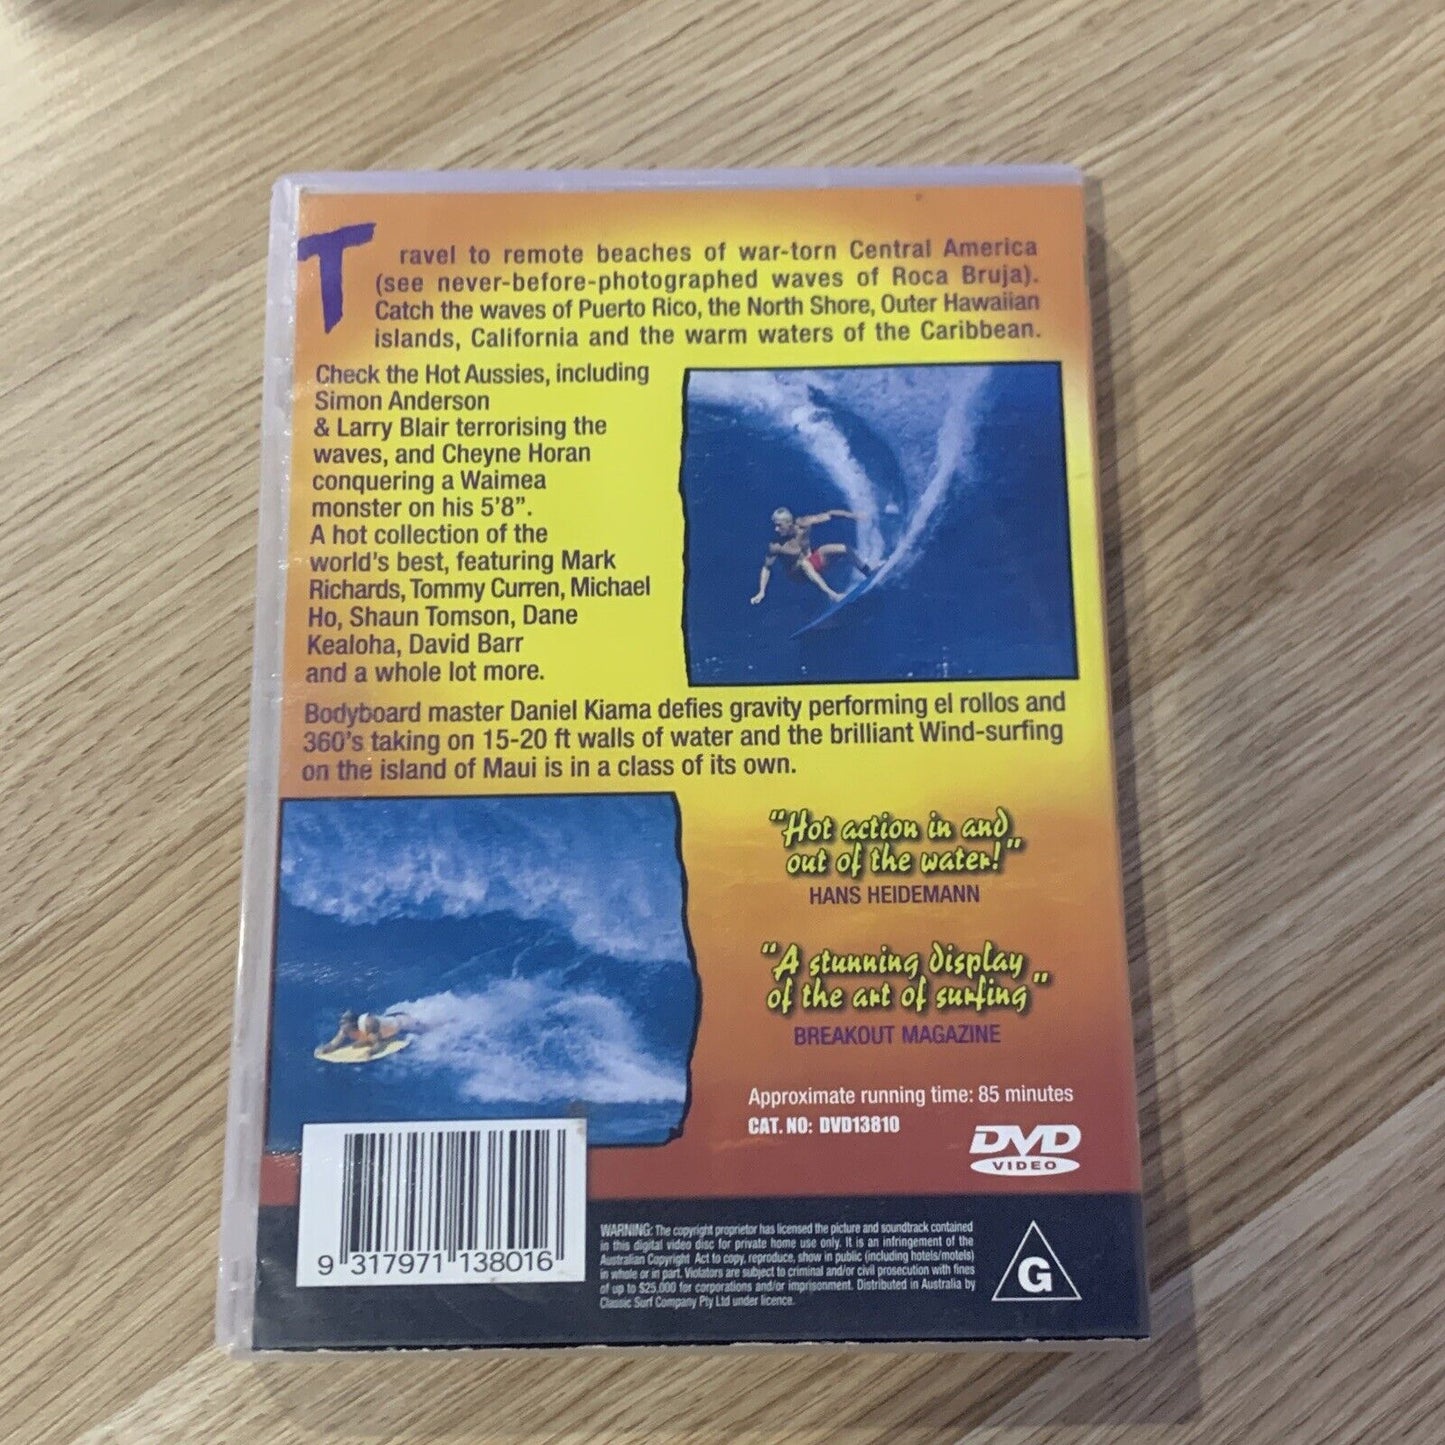 Travel to remote beaches of war-torn Central America
(see never-before-photographed waves of Roca Bruja).
Catch the waves of Puerto Rico, the North Shore, Outer Hawaiian
islands, California and the warm waters of the Caribbean.
Check the Hot Aussies, including
Simon Anderson
& Larry Blair terrorising the
waves, and Cheyne Horan
conquering a Waimea
monster on his 5'8”.
A hot collection of the
world's best, featuring Mark
Richards, Tommy Curren, Michael
Ho, Shaun Tomson, Dane
Kealoha, David Barr
and a whole lot more.
Bodyboard master Daniel Kiama defies gravity performing el rollos and
360's taking on 15-20 ft walls of water and the brilliant Wind-surfing
on the island of Maui is in a class of its own.
“Hot action in and
out of the water!”
HANS HEIDEMANN
“A stunning display
of the art of surfing”
BREAKOUT MAGAZINE
Approximate running time: 85 minutes
CAT. NO: DVD13810
DVD
VIDEO
9 317971 138016
WARNING: The copyright proprietor has licensed the picture and soundtrack contained
in this digital video disc for private home use only. It is an infringement of the
Australian Copyright Act to copy, reproduce, show in public (including hotels/motels)
in whole or in part. Violators are subject to criminal and/or civil prosecution with fines
of up to $25,000 for corporations and/or imprisonment. Distributed in Australia by
Classic Surf Company Pty Ltd under licence.
G